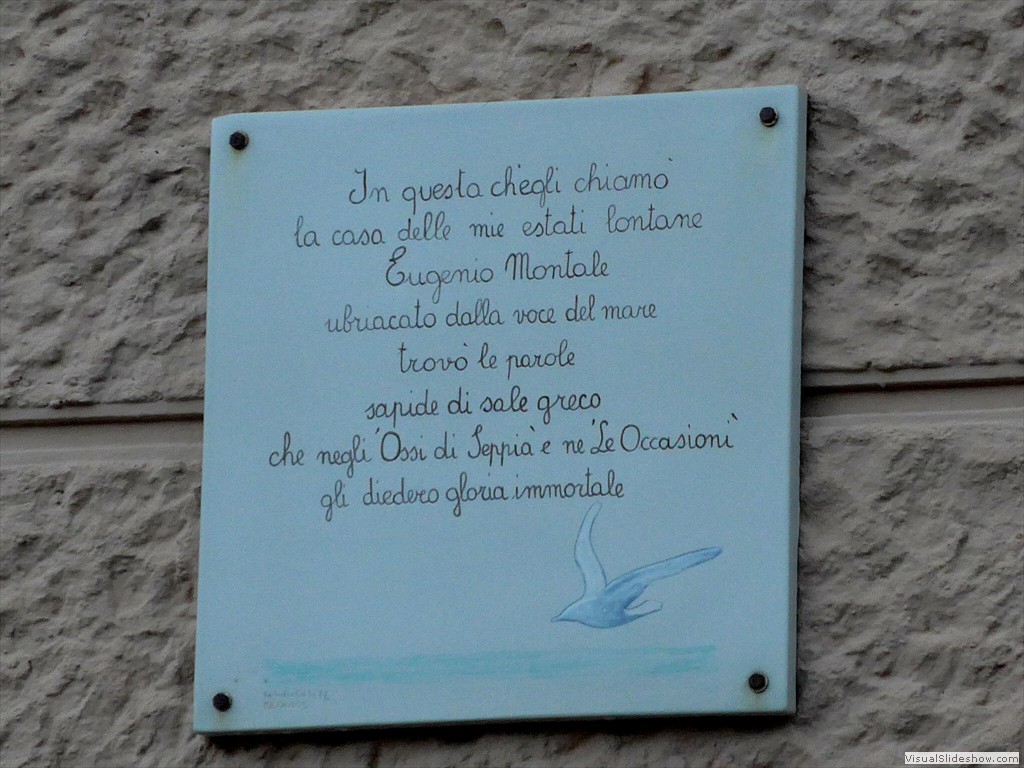 In questa ch'egli chiamò
la casa delle mie estati lontane
Eugenio Montale
ubriacato dalla voce del mare
trovò le parole
sapide di sale greco
che negli 'Ossi di Seppia' e ne 'Le Occasioni'
gli diedero gloria immortale
VisualSlideshow.com